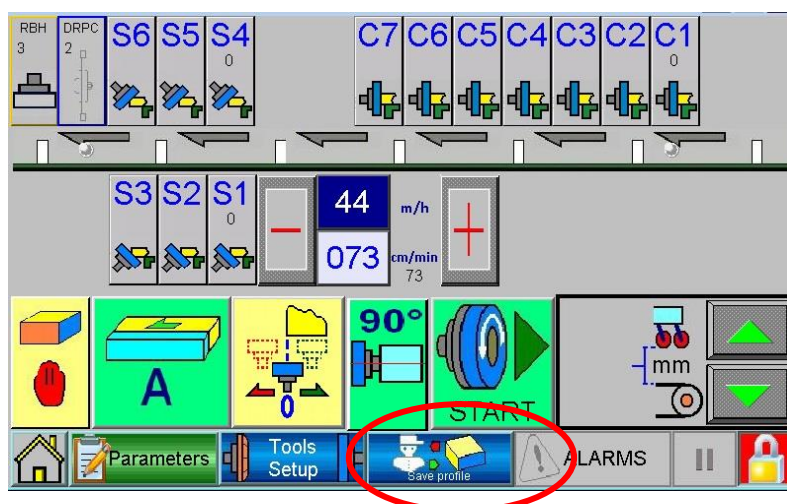 RBH DRPC S6 S5 S4 C7 C6 C5 C4 C3 C2 C1
3 2 0 0
S3 S2 S1 44 m/h
0
073 cm/min
73
90°
A 0 START mm
Parameters Tools Setup Save profile ALARMS